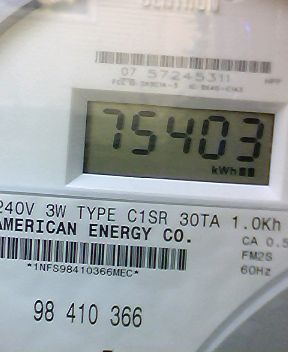 07 57245311
75403
kWh
240V 3W TYPE C1SR 30TA 1.0Kh
AMERICAN ENERGY CO.
CA 0.5
FM2S
60Hz
*1NFS98410366MEC*
98 410 366